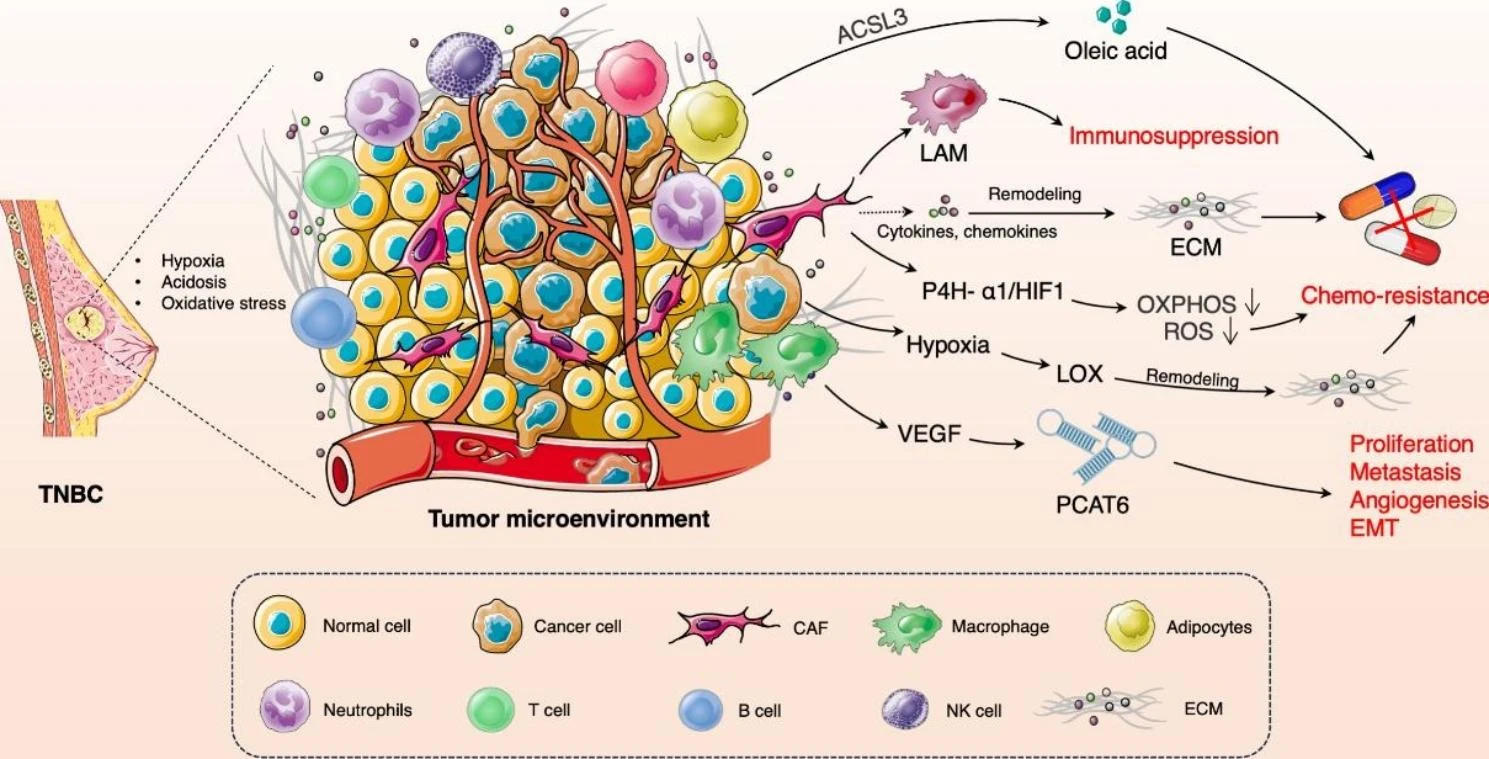 ACSL3
Oleic acid
LAM
Immunosuppression
Remodeling
Cytokines, chemokines
ECM
• Hypoxia
• Acidosis
• Oxidative stress
P4H- α1/HIF1
OXPHOS ↓
ROS ↓
Chemo-resistance
Hypoxia
LOX
Remodeling
VEGF
PCAT6
Proliferation
Metastasis
Angiogenesis
EMT
TNBC
Tumor microenvironment
Normal cell
Cancer cell
CAF
Macrophage
Adipocytes
Neutrophils
T cell
B cell
NK cell
ECM